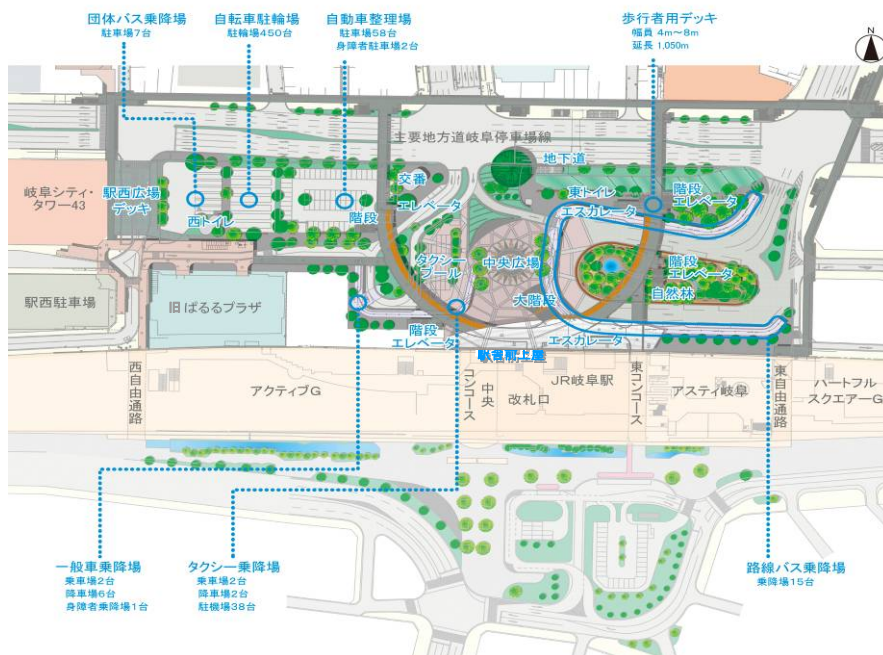 団体バス乗降場
駐車場7台
自転車駐輪場
駐輪場450台
自動車整理場
駐車場58台
身障者駐車場2台
歩行者用デッキ
幅員 4m～8m
延長 1,050m
N
主要地方道岐阜停車場線
地下道
交番
岐阜シティ・
タワー43
駅西広場
デッキ
西トイレ
階段
エレベータ
東トイレ
エスカレータ
階段
エレベータ
タクシー
プール
中央広場
階段
エレベータ
自然林
大階段
駅西駐車場
旧ぱるるプラザ
階段
エレベータ
エスカレータ
駅舎前上屋
西自由通路
アクティブG
中央
コンコース
改札口
JR岐阜駅
東コンコース
アスティ岐阜
東自由通路
ハートフル
スクエアーG
一般車乗降場
乗車場2台
降車場6台
身障者乗降場1台
タクシー乗降場
乗車場2台
降車場2台
駐機場38台
路線バス乗降場
乗降場15台